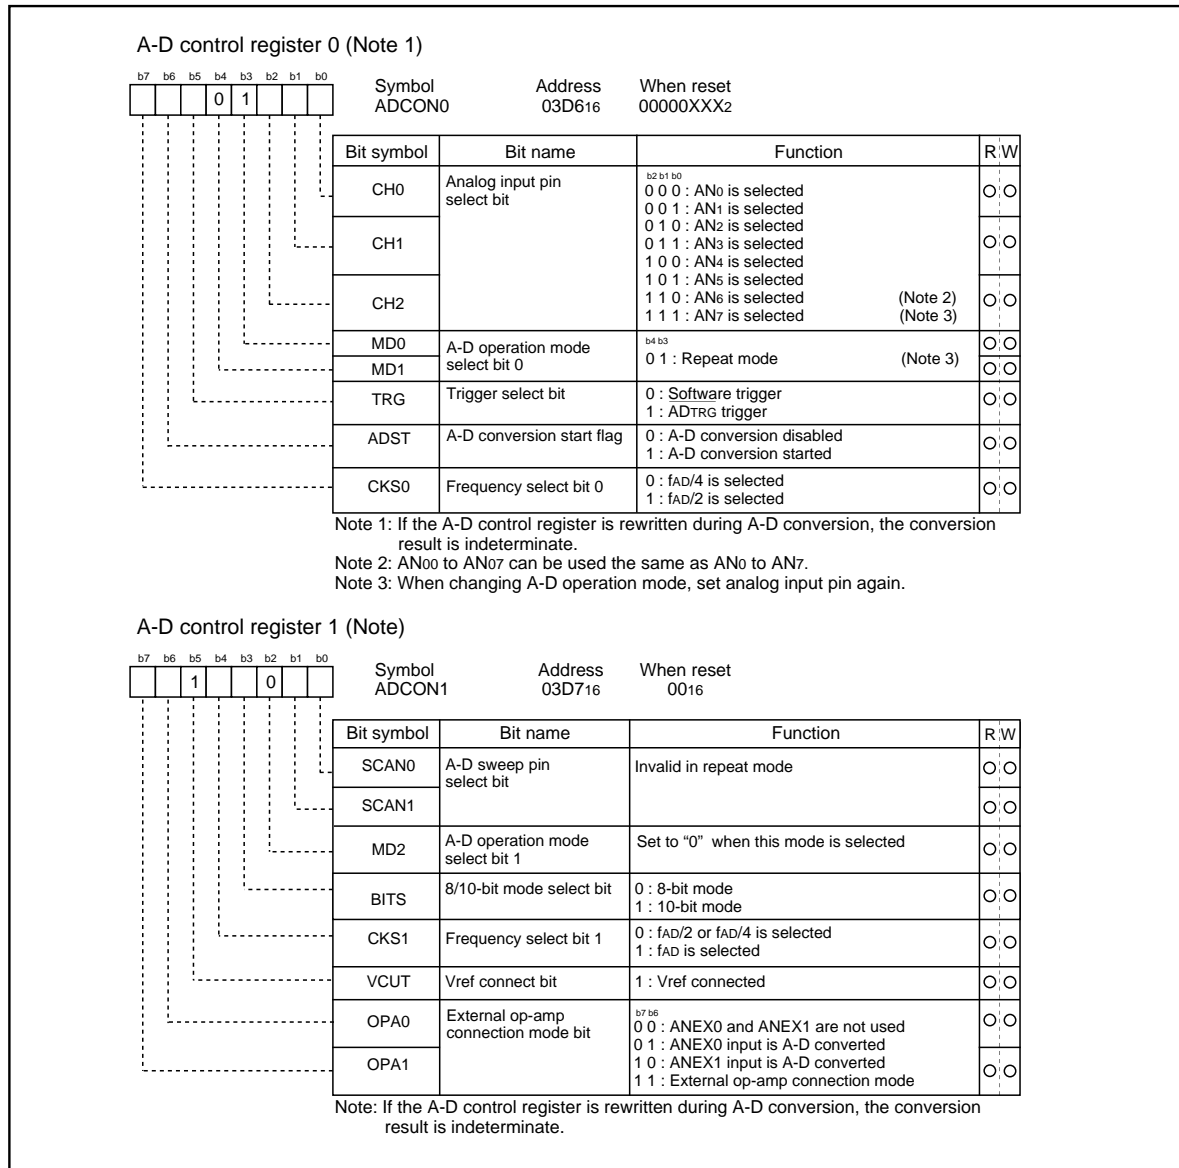 A-D control register 0 (Note 1)
b7 b6 b5 b4 b3 b2 b1 b0
0 1
Symbol Address When reset
ADCON0 03D616 00000XXX2
Bit symbol Bit name Function R W
CH0 Analog input pin select bit
b2 b1 b0
0 0 0 : AN0 is selected
0 0 1 : AN1 is selected
0 1 0 : AN2 is selected
0 1 1 : AN3 is selected
1 0 0 : AN4 is selected
1 0 1 : AN5 is selected
1 1 0 : AN6 is selected (Note 2)
1 1 1 : AN7 is selected (Note 3)
CH1
CH2
MD0 A-D operation mode select bit 0
b4 b3
0 1 : Repeat mode (Note 3)
MD1
TRG Trigger select bit
0 : Software trigger
1 : ADTRG trigger
ADST A-D conversion start flag
0 : A-D conversion disabled
1 : A-D conversion started
CKS0 Frequency select bit 0
0 : fAD/4 is selected
1 : fAD/2 is selected
Note 1: If the A-D control register is rewritten during A-D conversion, the conversion
result is indeterminate.
Note 2: AN00 to AN07 can be used the same as AN0 to AN7.
Note 3: When changing A-D operation mode, set analog input pin again.
A-D control register 1 (Note)
b7 b6 b5 b4 b3 b2 b1 b0
1 0
Symbol Address When reset
ADCON1 03D716 0016
Bit symbol Bit name Function R W
SCAN0 A-D sweep pin select bit
Invalid in repeat mode
SCAN1
MD2 A-D operation mode select bit 1
Set to “0” when this mode is selected
BITS 8/10-bit mode select bit
0 : 8-bit mode
1 : 10-bit mode
CKS1 Frequency select bit 1
0 : fAD/2 or fAD/4 is selected
1 : fAD is selected
VCUT Vref connect bit
1 : Vref connected
OPA0 External op-amp connection mode bit
b7 b6
0 0 : ANEX0 and ANEX1 are not used
0 1 : ANEX0 input is A-D converted
1 0 : ANEX1 input is A-D converted
1 1 : External op-amp connection mode
OPA1
Note: If the A-D control register is rewritten during A-D conversion, the conversion
result is indeterminate.